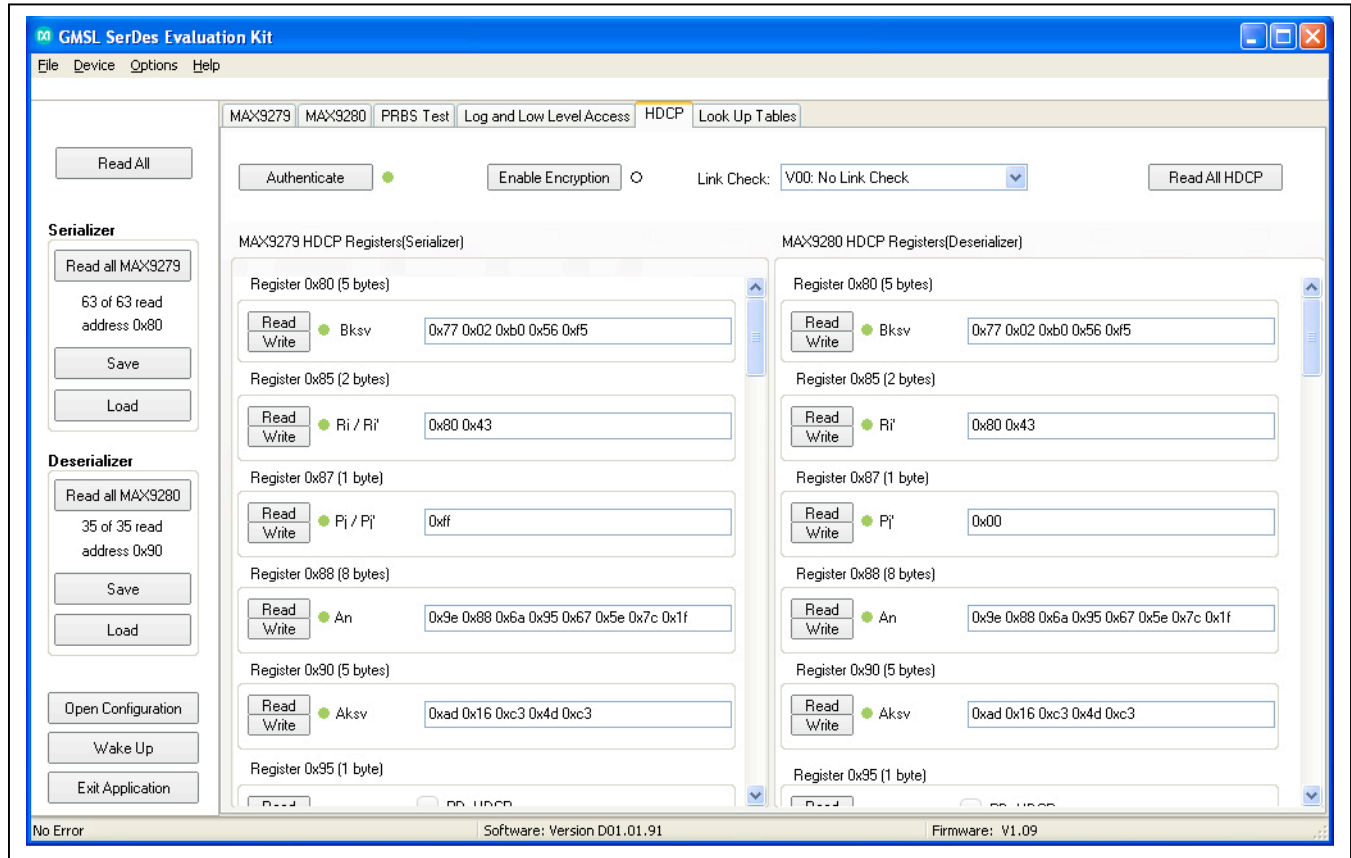 GMSL SerDes Evaluation Kit
File Device Options Help
MAX9279 MAX9280 PRBS Test Log and Low Level Access HDCP Look Up Tables
Read All
Authenticate Enable Encryption Link Check: V00: No Link Check Read All HDCP
Serializer
Read all MAX9279
63 of 63 read
address 0x80
Save
Load
Deserializer
Read all MAX9280
35 of 35 read
address 0x90
Save
Load
Open Configuration
Wake Up
Exit Application
MAX9279 HDCP Registers(Serializer)
Register 0x80 (5 bytes)
Read
Write
Bksv 0x77 0x02 0xb0 0x56 0xf5
Register 0x85 (2 bytes)
Read
Write
Ri / Ri' 0x80 0x43
Register 0x87 (1 byte)
Read
Write
Pj / Pj' 0xff
Register 0x88 (8 bytes)
Read
Write
An 0x9e 0x88 0x6a 0x95 0x67 0x5e 0x7c 0x1f
Register 0x90 (5 bytes)
Read
Write
Aksv 0xad 0x16 0xc3 0x4d 0xc3
Register 0x95 (1 byte)
Read
MAX9280 HDCP Registers(Deserializer)
Register 0x80 (5 bytes)
Read
Write
Bksv 0x77 0x02 0xb0 0x56 0xf5
Register 0x85 (2 bytes)
Read
Write
Ri' 0x80 0x43
Register 0x87 (1 byte)
Read
Write
Pj' 0x00
Register 0x88 (8 bytes)
Read
Write
An 0x9e 0x88 0x6a 0x95 0x67 0x5e 0x7c 0x1f
Register 0x90 (5 bytes)
Read
Write
Aksv 0xad 0x16 0xc3 0x4d 0xc3
Register 0x95 (1 byte)
Read
No Error Software: Version D01.01.91 Firmware: V1.09